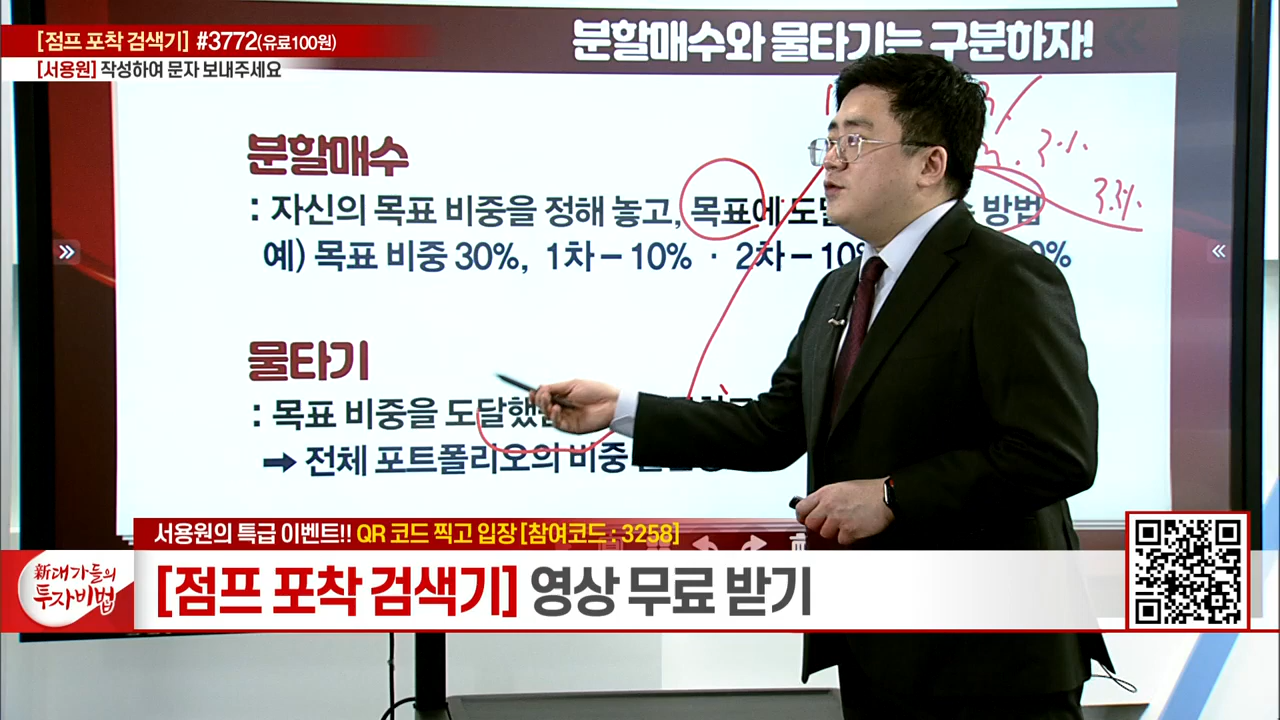 [점프 포착 검색기] #3772(유료100원)
[서용원] 작성하여 문자 보내주세요
분할매수와 물타기는 구분하자!
분할매수
: 자신의 목표 비중을 정해 놓고, 목표에 방법
예) 목표 비중 30%, 1차 – 10% · 2차 – 10%
물타기
: 목표 비중을 도달했
➡ 전체 포트폴리오의 비중
서용원의 특급 이벤트!! QR 코드 찍고 입장 [참여코드 : 3258]
新대가들의
투자비법
[점프 포착 검색기] 영상 무료 받기